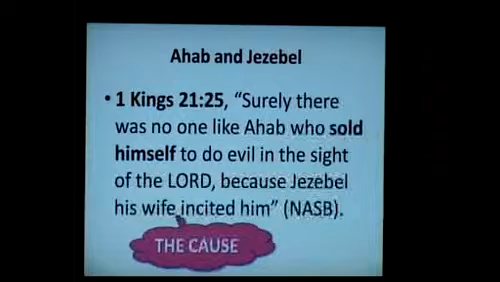 Ahab and Jezebel
• 1 Kings 21:25, “Surely there
was no one like Ahab who sold
himself to do evil in the sight
of the LORD, because Jezebel
his wife incited him” (NASB).
THE CAUSE